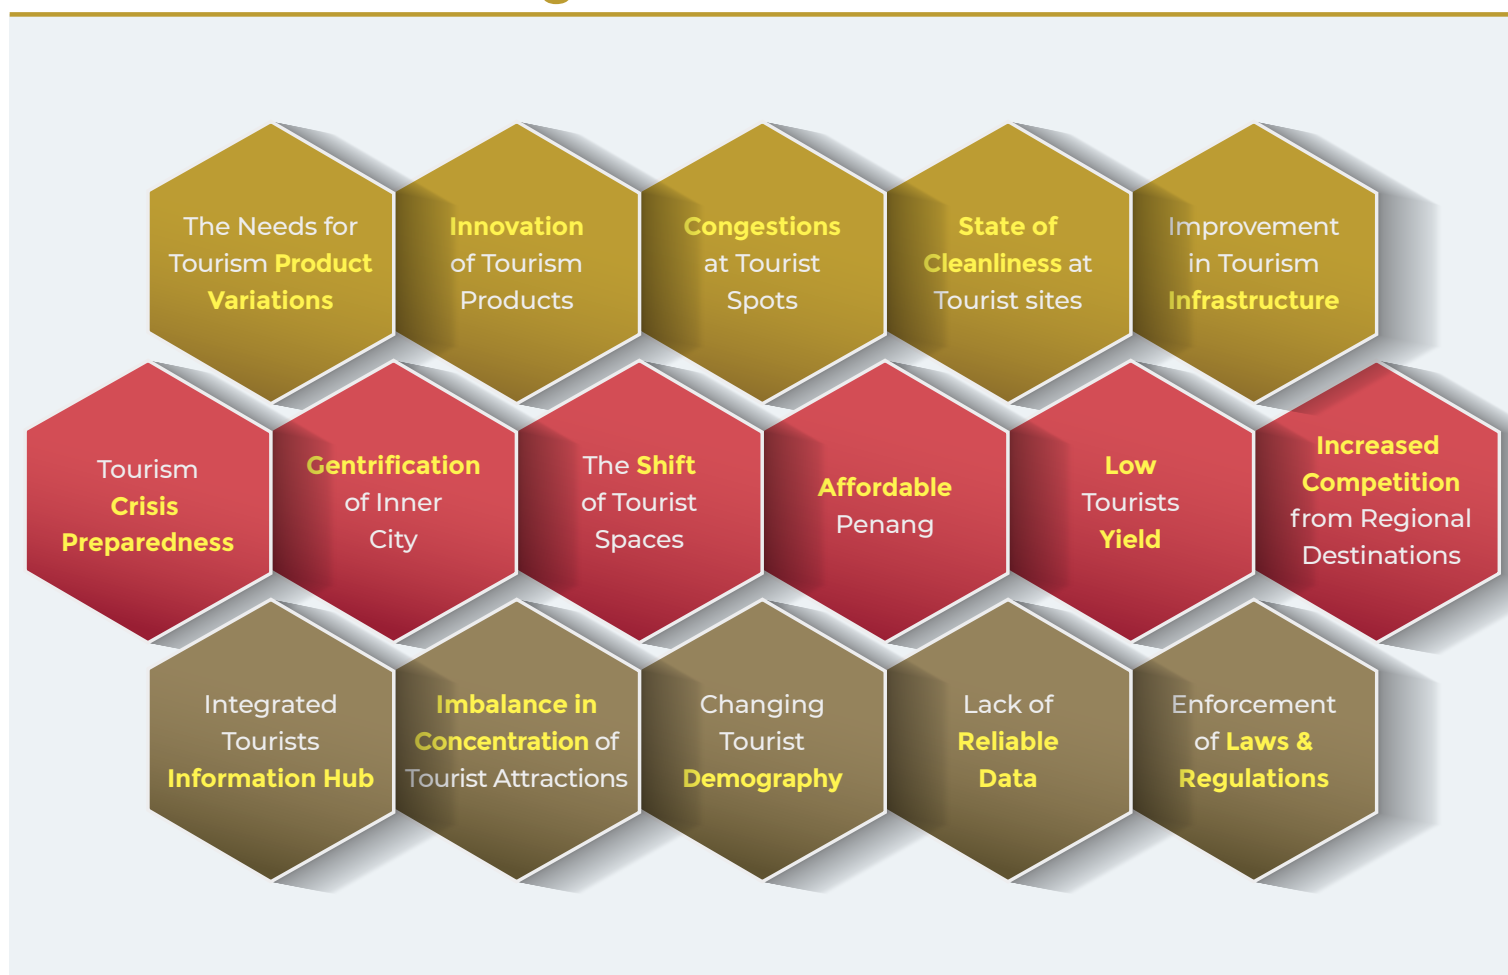 The Needs for
Tourism Product
Variations
Innovation
of Tourism
Products
Congestions
at Tourist
Spots
State of
Cleanliness at
Tourist sites
Improvement
in Tourism
Infrastructure
Tourism
Crisis
Preparedness
Gentrification
of Inner
City
The Shift
of Tourist
Spaces
Affordable
Penang
Low
Tourists
Yield
Increased
Competition
from Regional
Destinations
Integrated
Tourists
Information Hub
Imbalance in
Concentration of
Tourist Attractions
Changing
Tourist
Demography
Lack of
Reliable
Data
Enforcement
of Laws &
Regulations